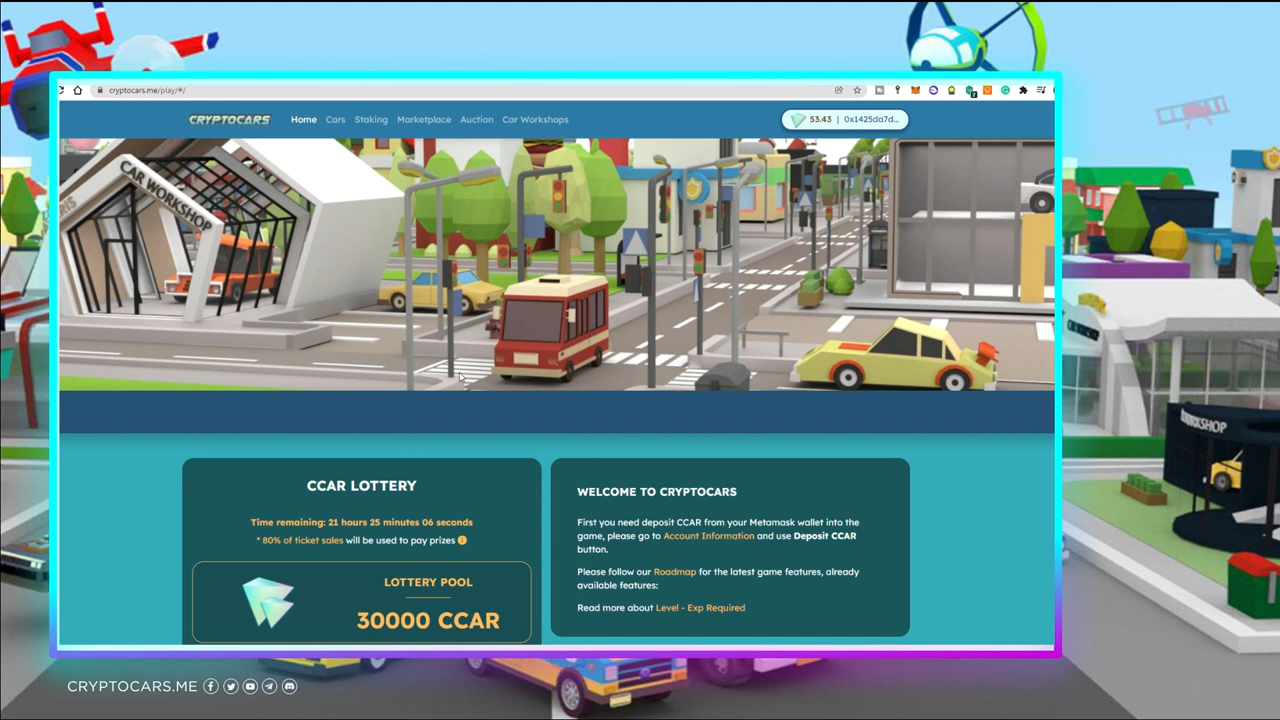 cryptocars.me/play/#/
CRYPTOCARS
Home Cars Staking Marketplace Auction Car Workshops
53.43 | 0x1425da7d...
CAR WORKSHOP
CCAR LOTTERY
Time remaining: 21 hours 25 minutes 06 seconds
* 80% of ticket sales will be used to pay prizes
LOTTERY POOL
30000 CCAR
WELCOME TO CRYPTOCARS
First you need deposit CCAR from your Metamask wallet into the
game, please go to Account Information and use Deposit CCAR
button.
Please follow our Roadmap for the latest game features, already
available features:
Read more about Level - Exp Required
WORKSHOP
CRYPTOCARS.ME